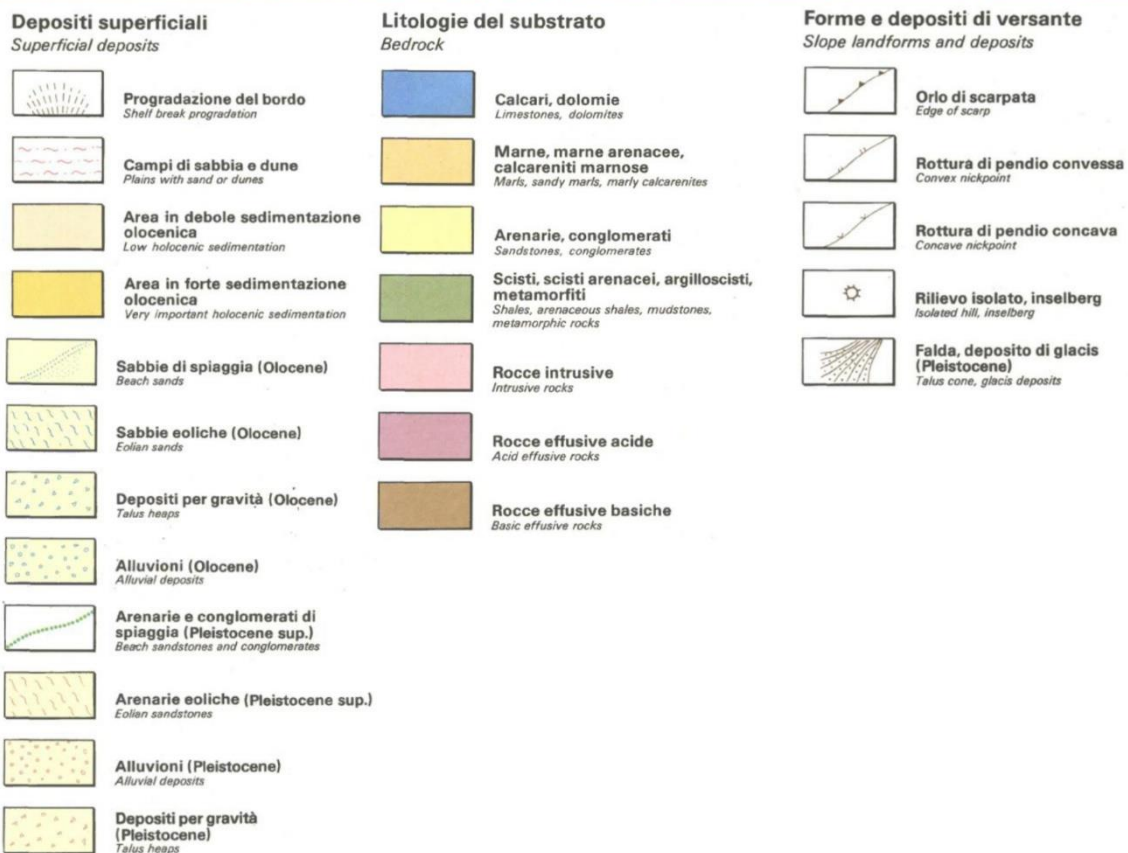 Depositi superficiali
Superficial deposits
Progradazione del bordo
Shelf break progradation
Campi di sabbia e dune
Plains with sand or dunes
Area in debole sedimentazione
olocenica
Low holocenic sedimentation
Area in forte sedimentazione
olocenica
Very important holocenic sedimentation
Sabbie di spiaggia (Olocene)
Beach sands
Sabbie eoliche (Olocene)
Eolian sands
Depositi per gravità (Olocene)
Talus heaps
Alluvioni (Olocene)
Alluvial deposits
Arenarie e conglomerati di
spiaggia (Pleistocene sup.)
Beach sandstones and conglomerates
Arenarie eoliche (Pleistocene sup.)
Eolian sandstones
Alluvioni (Pleistocene)
Alluvial deposits
Depositi per gravità
(Pleistocene)
Talus heaps
Litologie del substrato
Bedrock
Calcari, dolomie
Limestones, dolomites
Marne, marne arenacee,
calcareniti marnose
Marls, sandy marls, marly calcarenites
Arenarie, conglomerati
Sandstones, conglomerates
Scisti, scisti arenacei, argilloscisti,
metamorfiti
Shales, arenaceous shales, mudstones,
metamorphic rocks
Rocce intrusive
Intrusive rocks
Rocce effusive acide
Acid effusive rocks
Rocce effusive basiche
Basic effusive rocks
Forme e depositi di versante
Slope landforms and deposits
Orlo di scarpata
Edge of scarp
Rottura di pendio convessa
Convex nickpoint
Rottura di pendio concava
Concave nickpoint
Rilievo isolato, inselberg
Isolated hill, inselberg
Falda, deposito di glacis
(Pleistocene)
Talus cone, glacis deposits